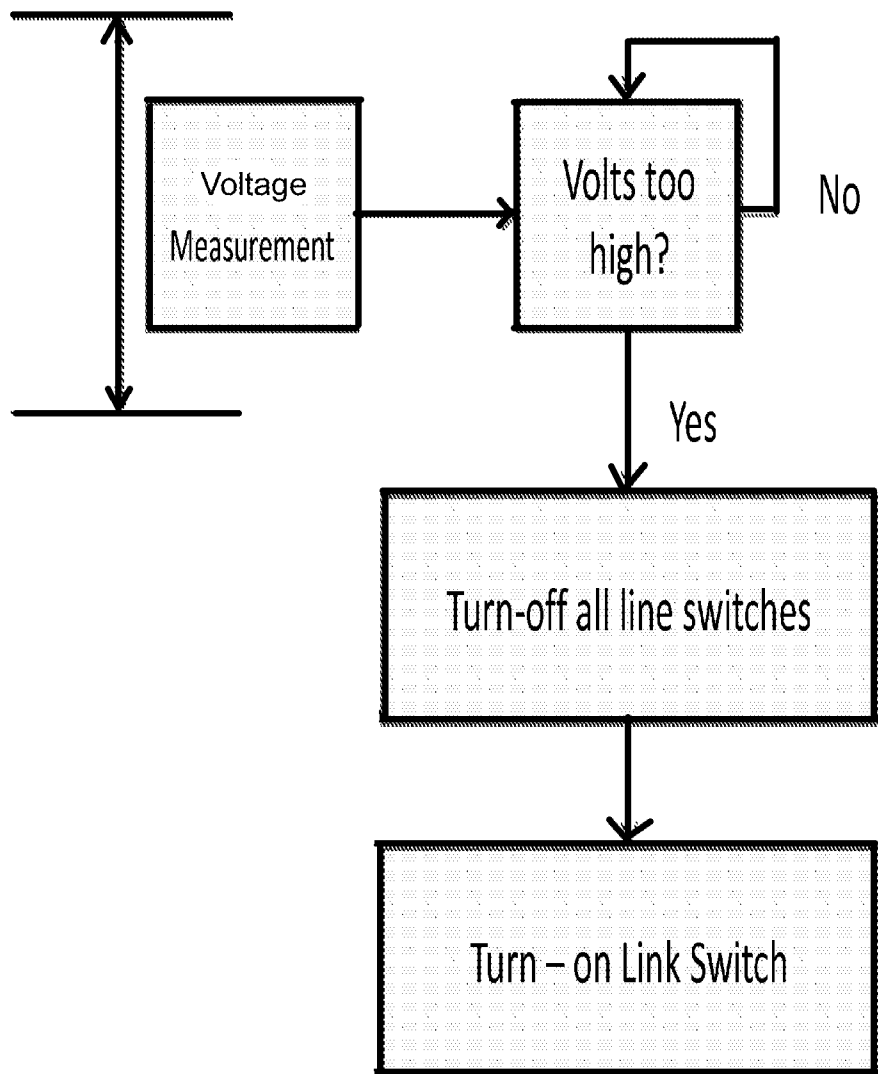 Voltage
Measurement
Volts too
high?
No
Yes
Turn-off all line switches
Turn – on Link Switch